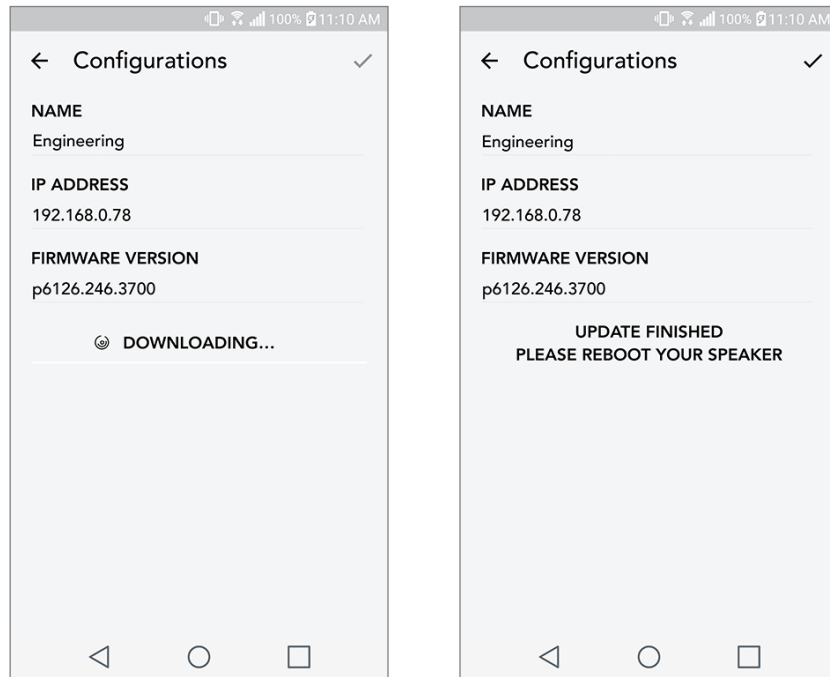 100% 11:10 AM
Configurations
NAME
Engineering
IP ADDRESS
192.168.0.78
FIRMWARE VERSION
p6126.246.3700
DOWNLOADING...
100% 11:10 AM
Configurations
NAME
Engineering
IP ADDRESS
192.168.0.78
FIRMWARE VERSION
p6126.246.3700
UPDATE FINISHED
PLEASE REBOOT YOUR SPEAKER